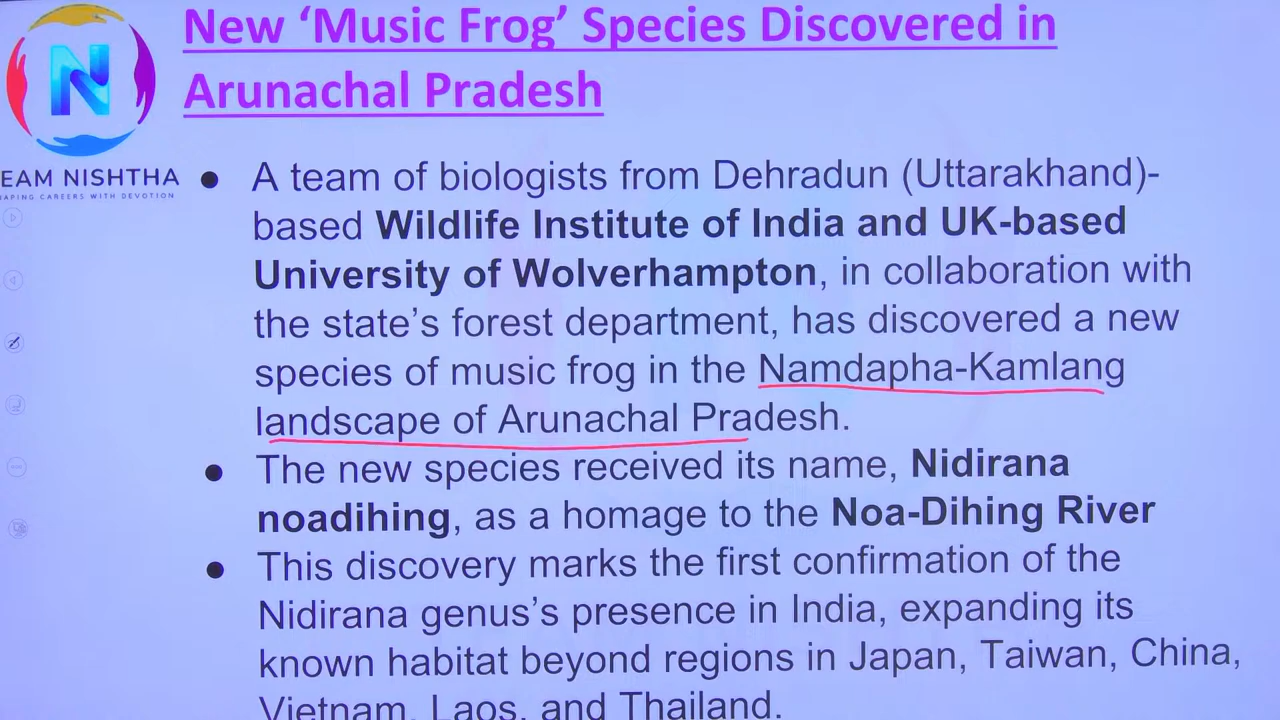 New ‘Music Frog’ Species Discovered in
Arunachal Pradesh
N
EAM NISHTHA
APING CAREERS WITH DEVOTION
● A team of biologists from Dehradun (Uttarakhand)-
based Wildlife Institute of India and UK-based
University of Wolverhampton, in collaboration with
the state’s forest department, has discovered a new
species of music frog in the Namdapha-Kamlang
landscape of Arunachal Pradesh.
● The new species received its name, Nidirana
noadihing, as a homage to the Noa-Dihing River
● This discovery marks the first confirmation of the
Nidirana genus’s presence in India, expanding its
known habitat beyond regions in Japan, Taiwan, China,
Vietnam, Laos, and Thailand.